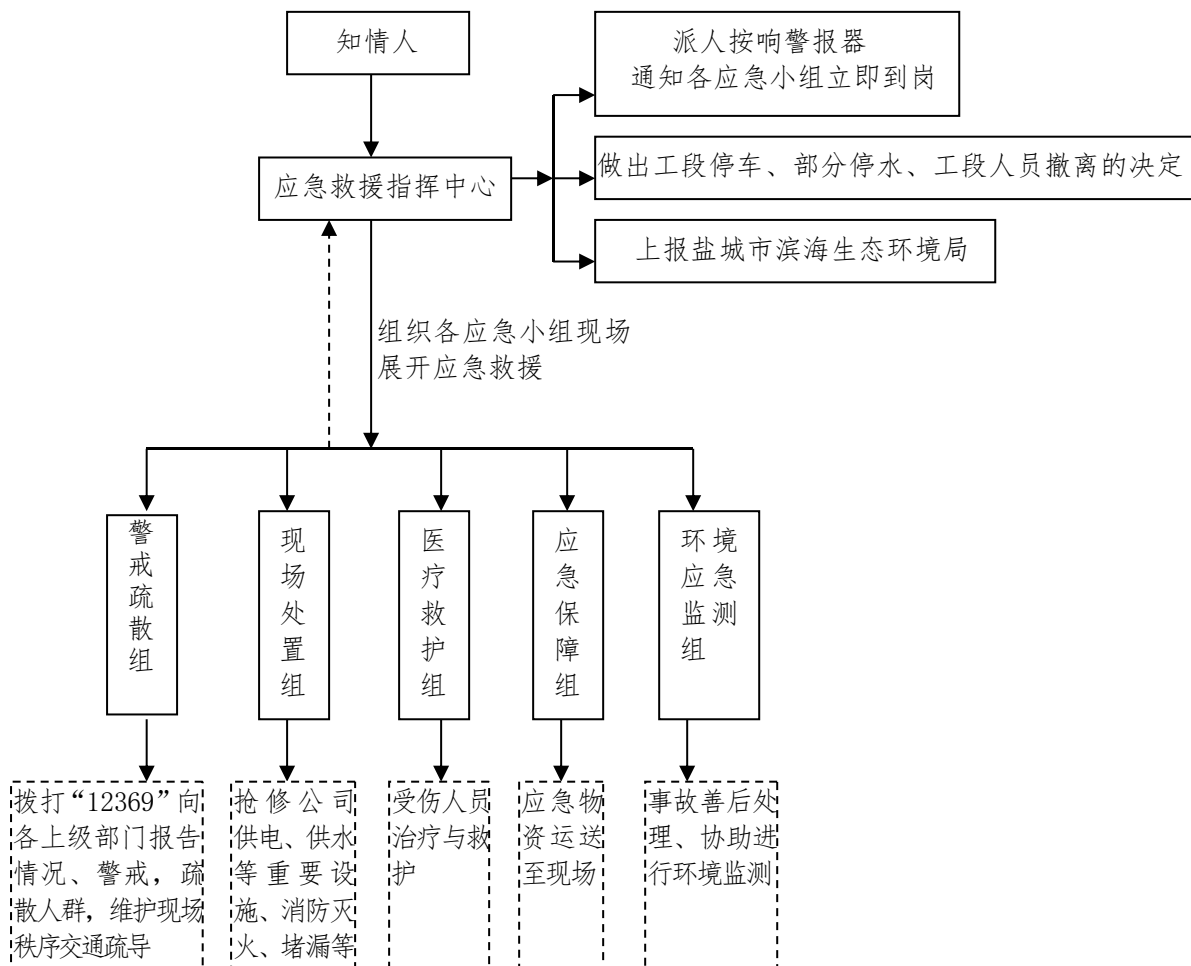 知情人
派人按响警报器
通知各应急小组立即到岗
应急救援指挥中心
做出工段停车、部分停水、工段人员撤离的决定
上报盐城市滨海生态环境局
组织各应急小组现场
展开应急救援
警
戒
疏
散
组
现
场
处
置
组
医
疗
救
护
组
应
急
保
障
组
环境
应急
监测
组
拨打“12369”向
各上级部门报告
情况、警戒，疏
散人群，维护现场
秩序交通疏导
抢修公司
供电、供水
等重要设
施、消防灭
火、堵漏等
受伤人员
治疗与救
护
应急物
资运送
至现场
事故善后处
理、协助进
行环境监测